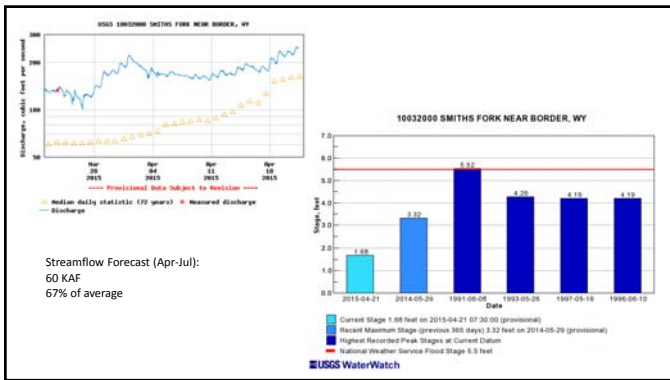 USGS 10032000 SMITHS FORK NEAR BORDER, WY
Discharge, cubic feet per second
300
200
100
50
Mar
28
2015
Apr
04
2015
Apr
11
2015
Apr
18
2015
---- Provisional Data Subject to Revision ----
Median daily statistic (72 years)
Measured discharge
Discharge
Streamflow Forecast (Apr-Jul):
60 KAF
67% of average
10032000 SMITHS FORK NEAR BORDER, WY
Stage, feet
7.0
6.0
5.0
4.0
3.0
2.0
1.0
0.0
1.68
3.32
5.52
4.26
4.19
4.19
2015-04-21
2014-05-29
1991-06-08
1993-05-26
1997-05-16
1996-06-10
Date
Current Stage 1.68 feet on 2015-04-21 07:30:00 (provisional)
Recent Maximum Stage (previous 365 days) 3.32 feet on 2014-05-29 (provisional)
Highest Recorded Peak Stages at Current Datum
National Weather Service Flood Stage 5.5 feet
USGS WaterWatch